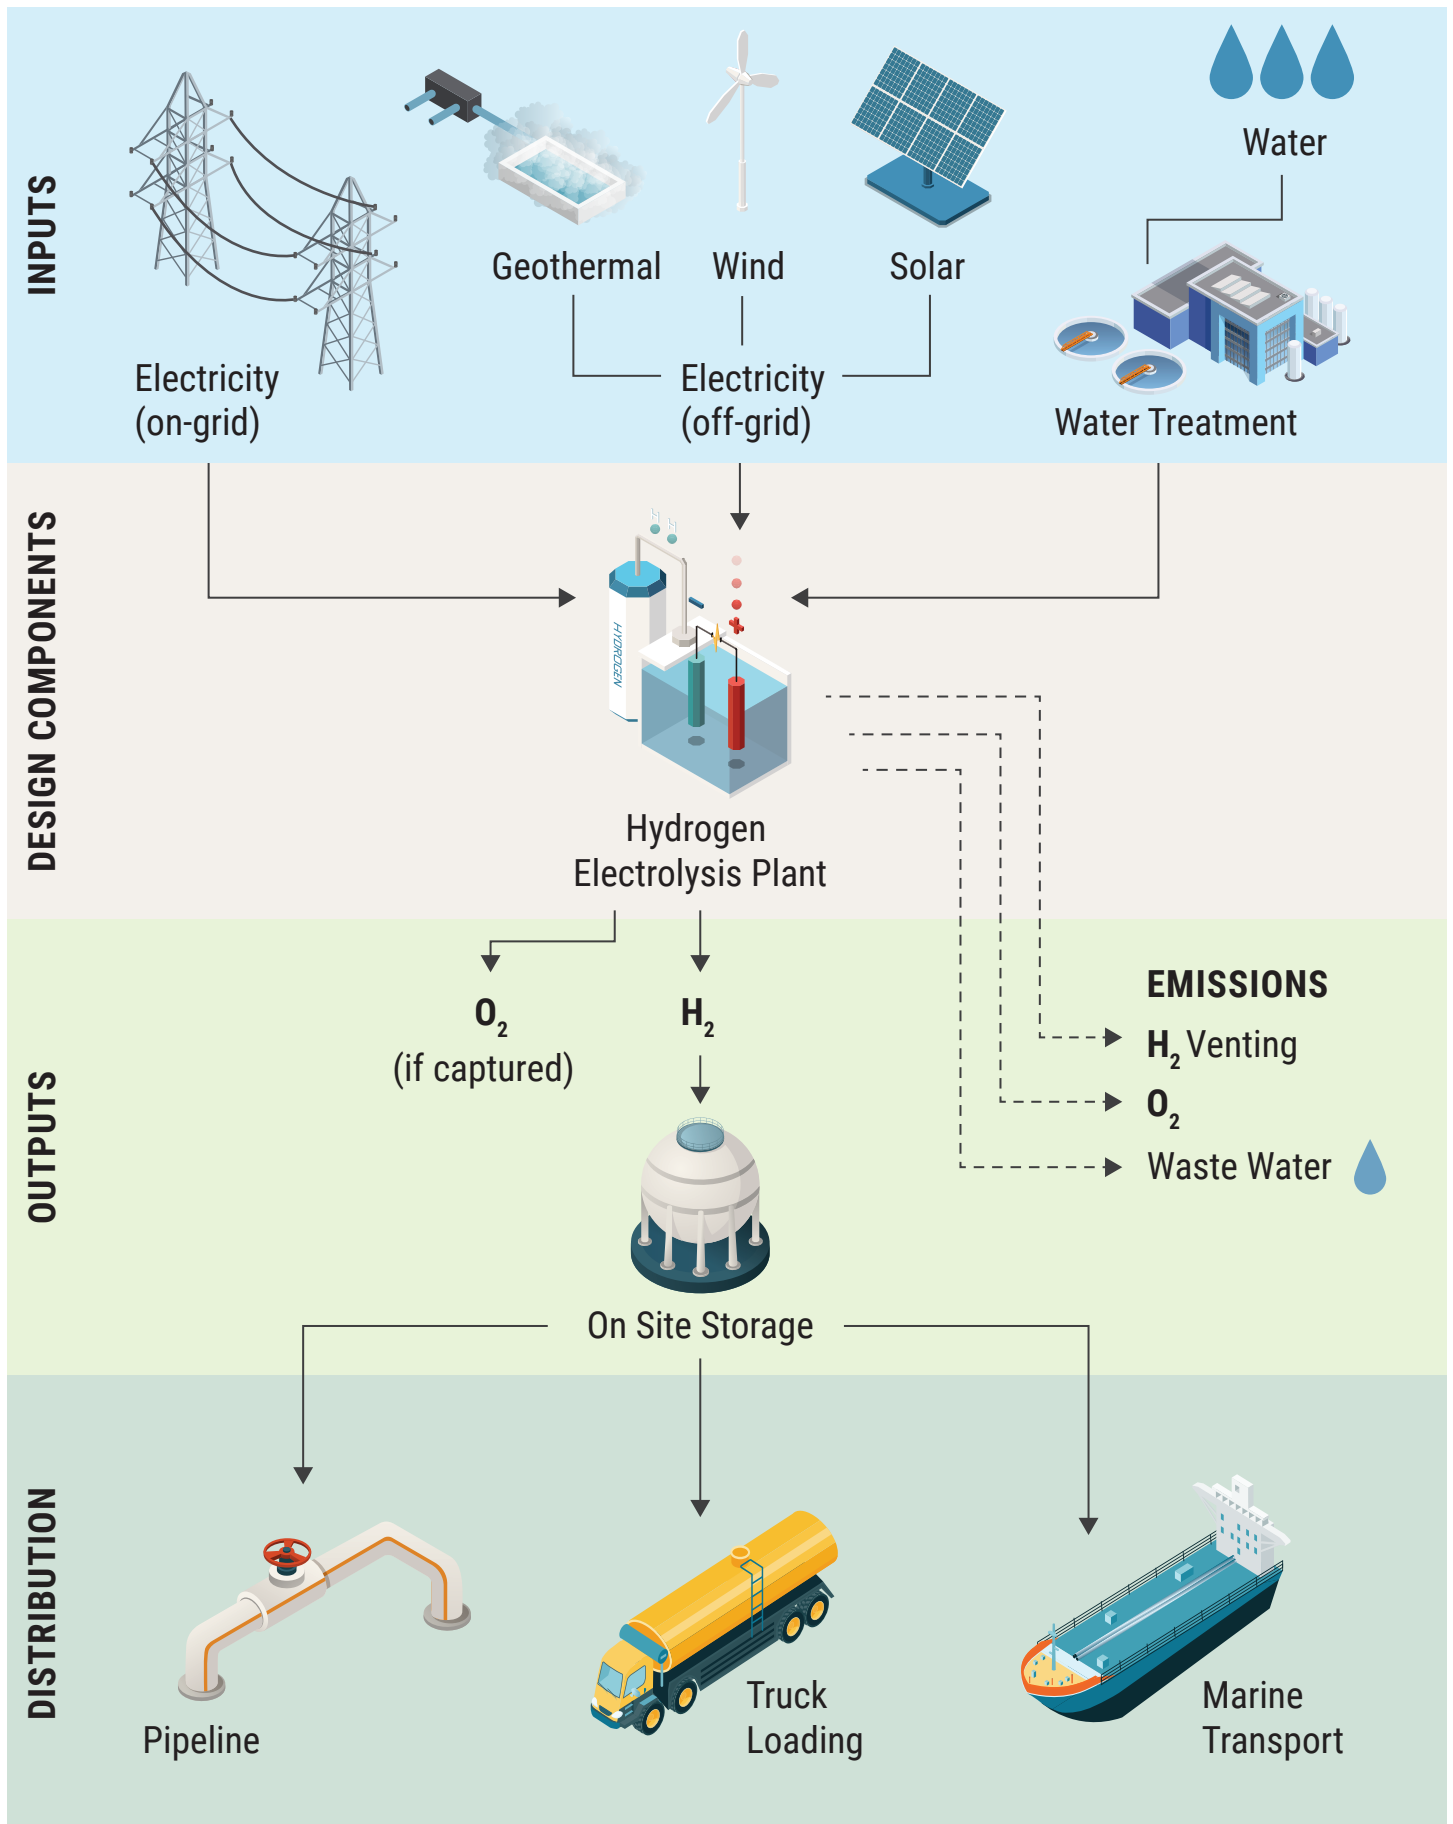 INPUTS
Water
Geothermal
Wind
Solar
Electricity
(on-grid)
Electricity
(off-grid)
Water Treatment
DESIGN COMPONENTS
H
H
HYDROGEN
Hydrogen
Electrolysis Plant
OUTPUTS
O₂
(if captured)
H₂
EMISSIONS
H₂ Venting
O₂
Waste Water
On Site Storage
DISTRIBUTION
Pipeline
Truck
Loading
Marine
Transport